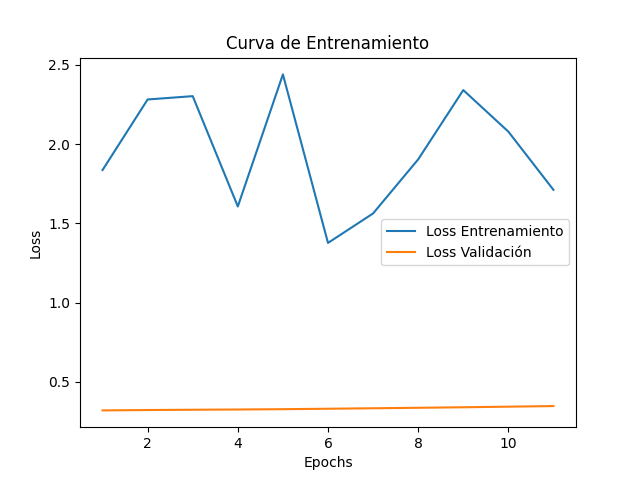 Curva de Entrenamiento
2.5
2.0
1.5
1.0
0.5
Loss
Loss Entrenamiento
Loss Validación
2
4
6
8
10
Epochs